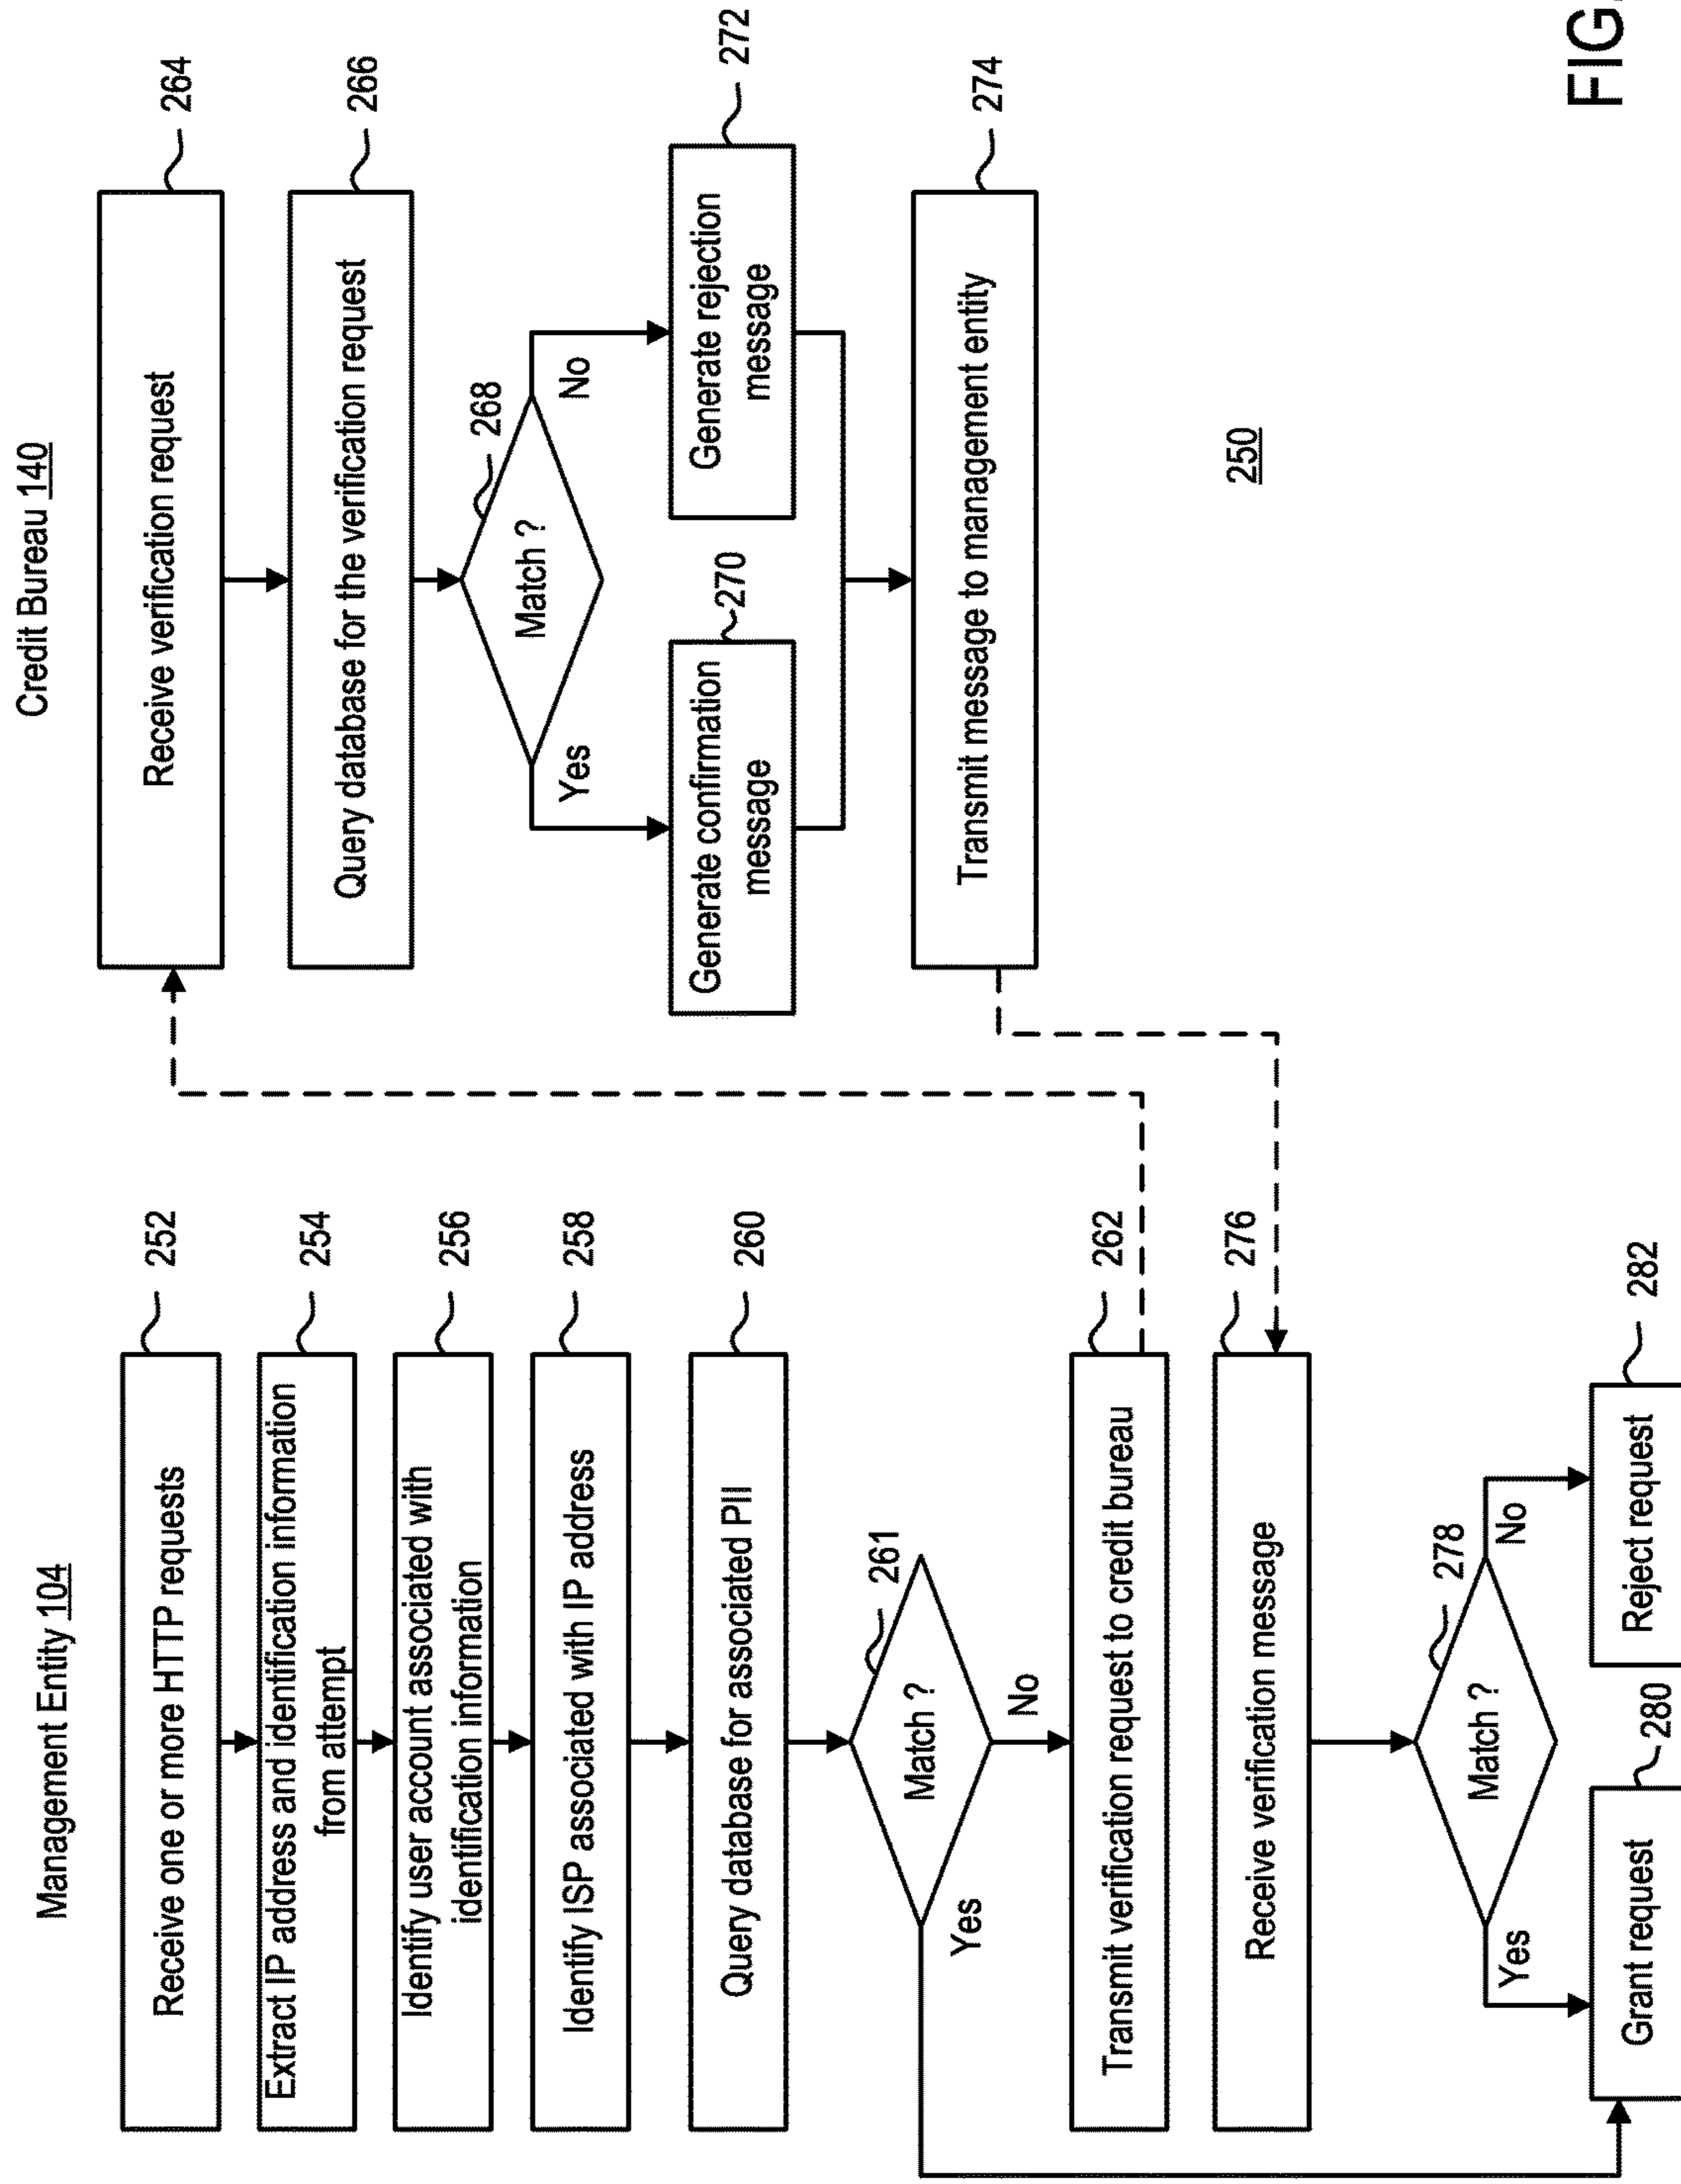 Management Entity 104
Receive one or more HTTP requests
252
Extract IP address and identification information
from attempt
254
Identify user account associated with
identification information
256
Identify ISP associated with IP address
258
Query database for associated PII
260
Match ?
261
Yes
No
Transmit verification request to credit bureau
262
Receive verification message
276
Match ?
278
Yes
No
Grant request
280
Reject request
282
Credit Bureau 140
Receive verification request
264
Query database for the verification request
266
Match ?
268
Yes
No
Generate confirmation
message
270
Generate rejection
message
272
Transmit message to management entity
274
250
FIG.